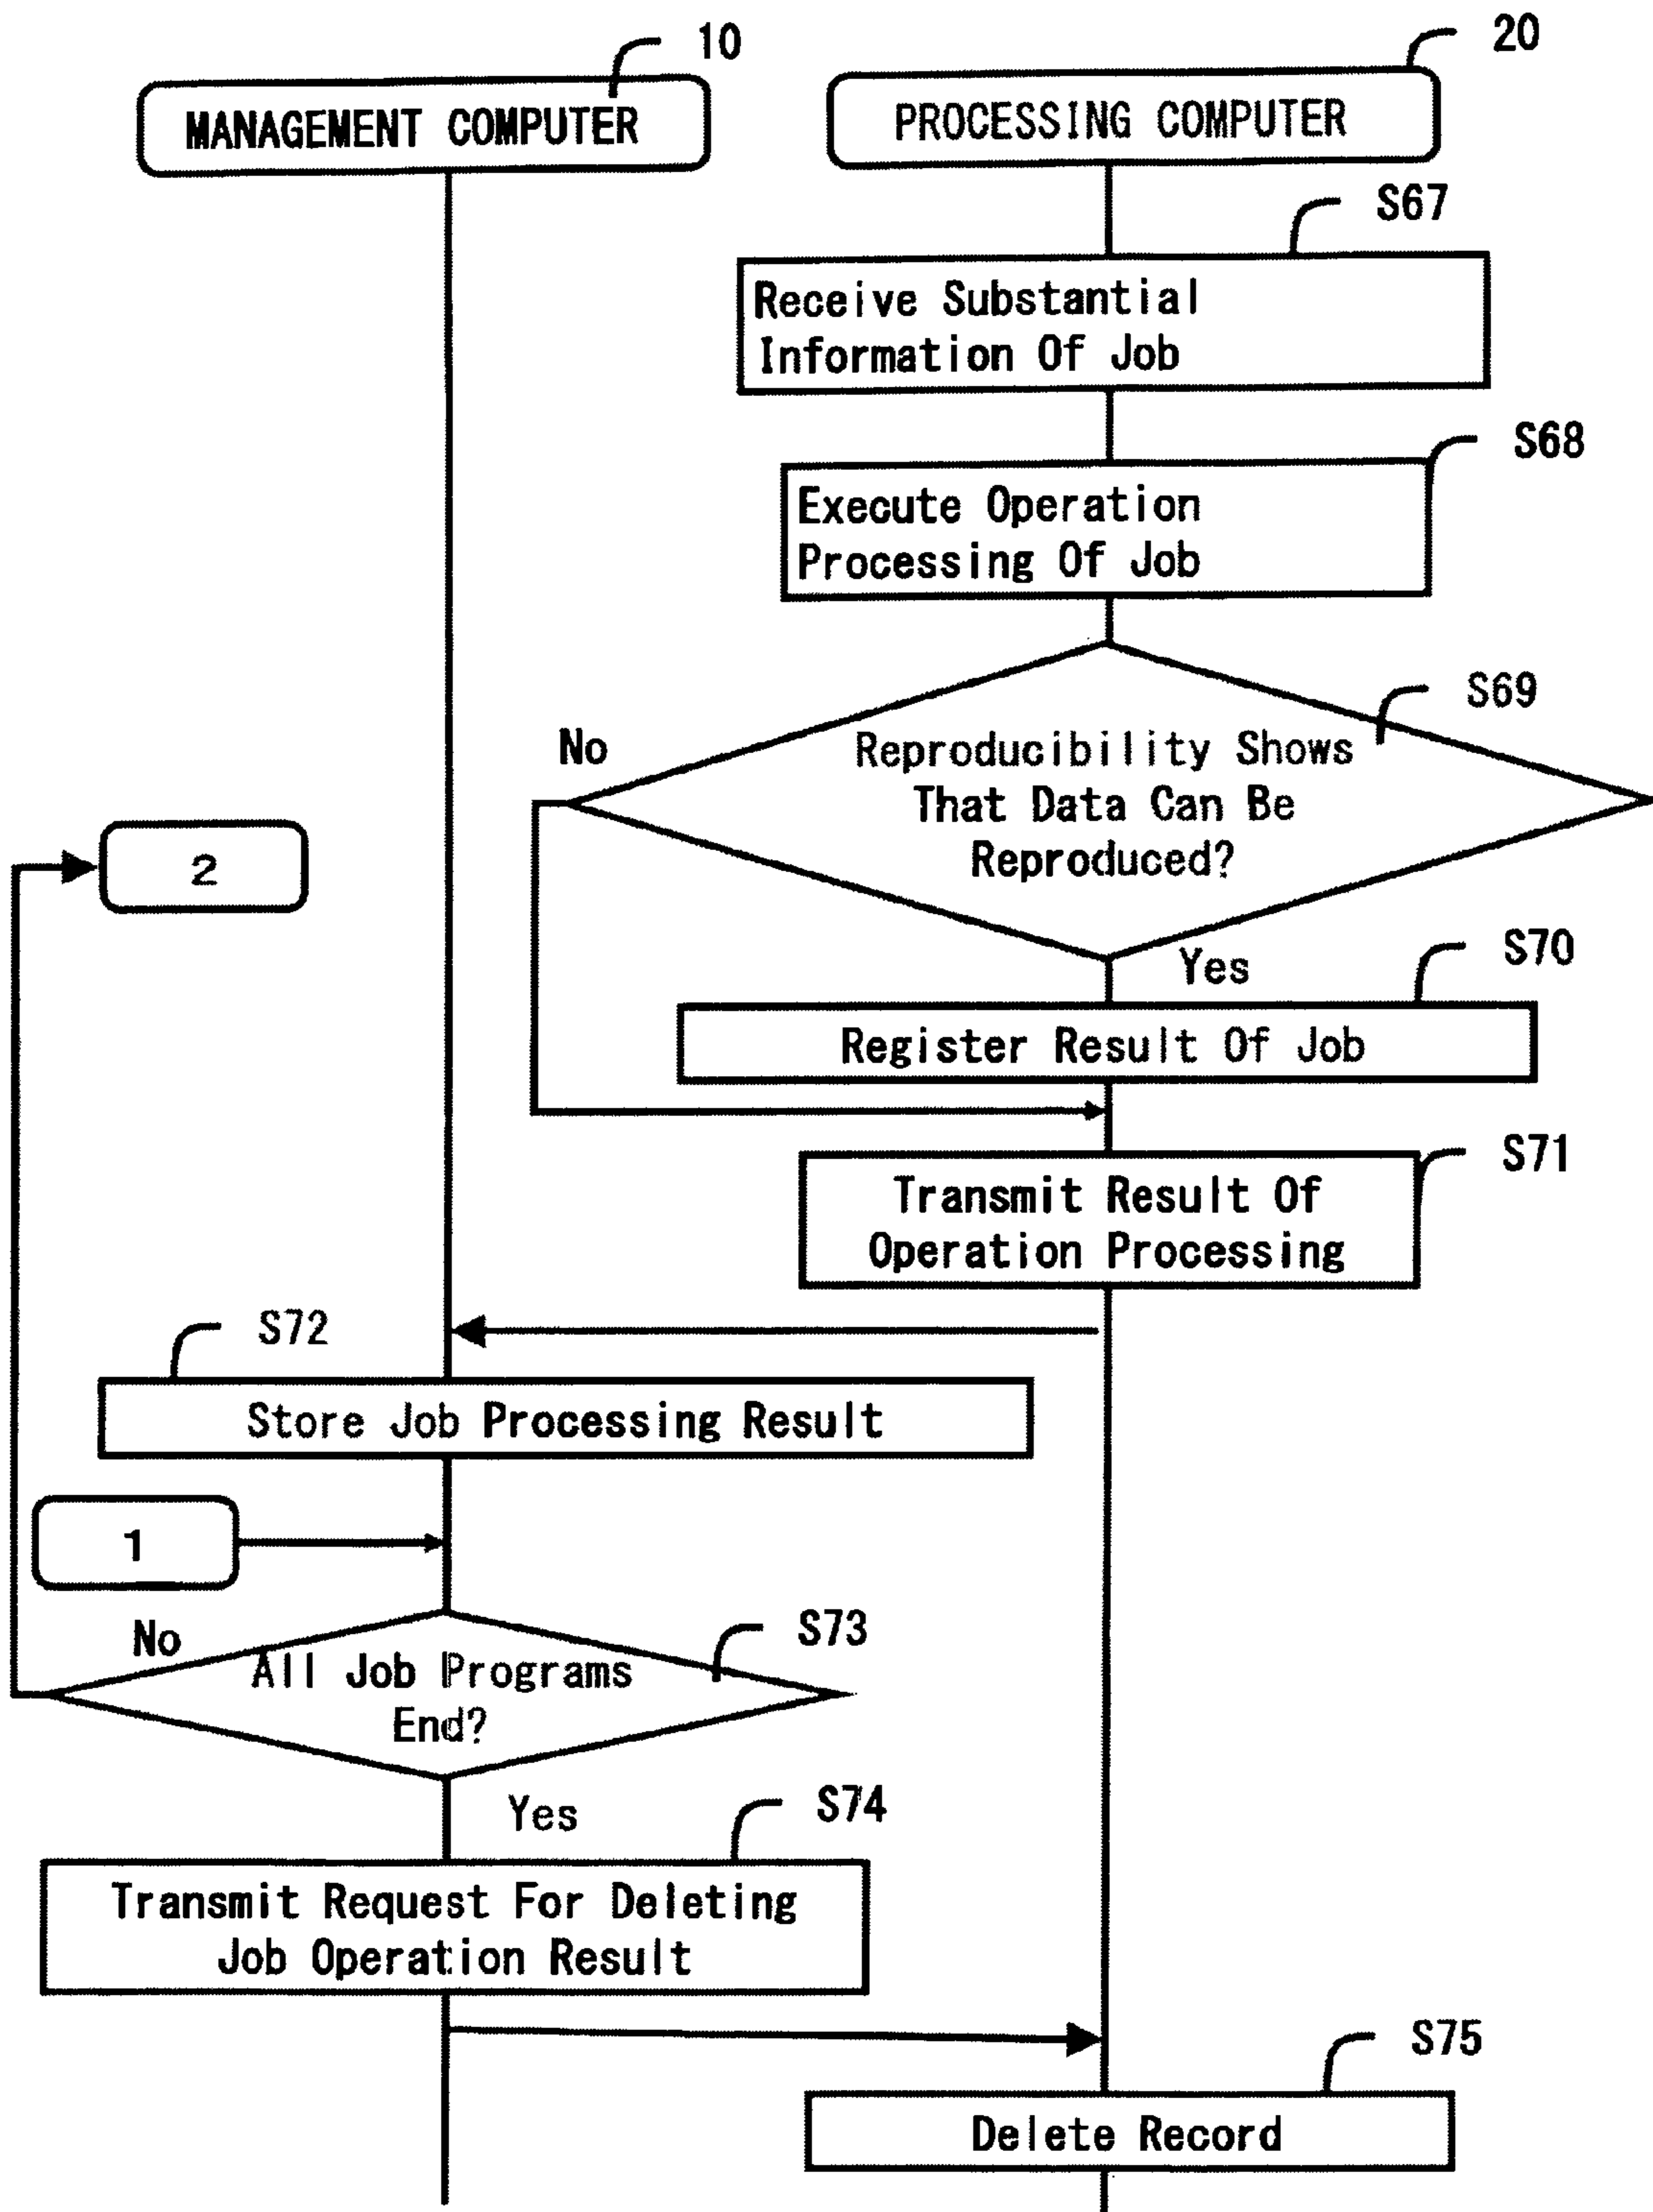 10
20
MANAGEMENT COMPUTER
PROCESSING COMPUTER
S67
Receive Substantial
Information Of Job
S68
Execute Operation
Processing Of Job
S69
No
Reproducibility Shows
That Data Can Be
Reproduced?
2
Yes
S70
Register Result Of Job
S71
Transmit Result Of
Operation Processing
S72
Store Job Processing Result
1
No
S73
All Job Programs
End?
Yes
S74
Transmit Request For Deleting
Job Operation Result
S75
Delete Record